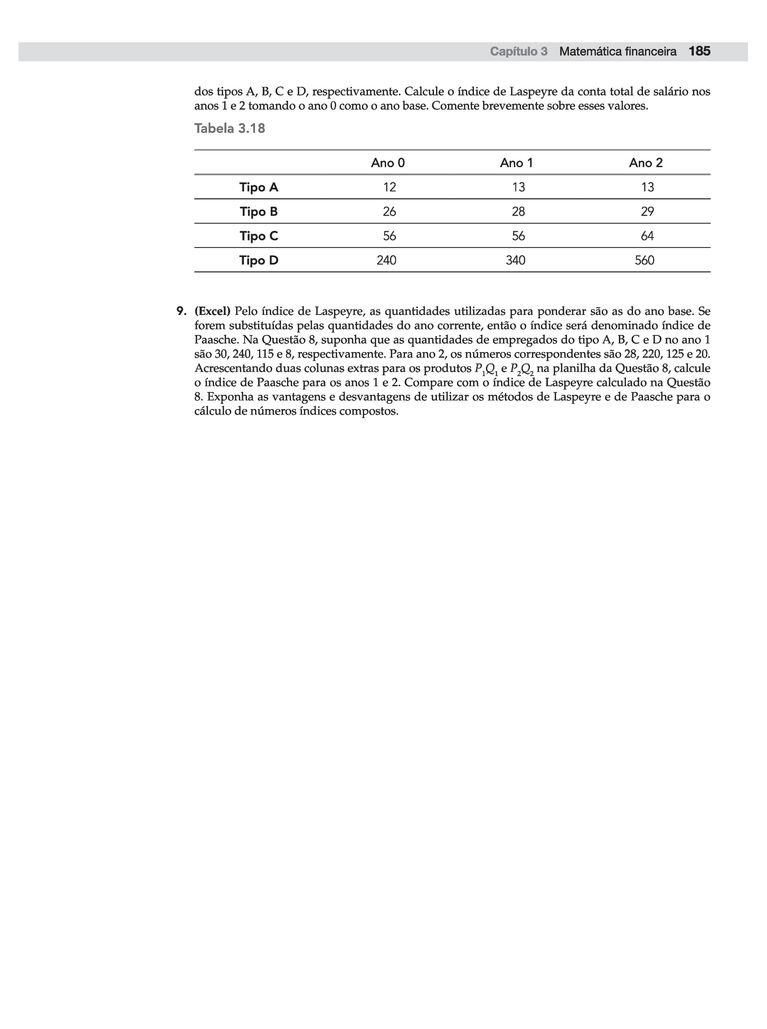 Capítulo 3 Matemática financeira 185
dos tipos A, B, C e D, respectivamente. Calcule o índice de Laspeyre da conta total de salário nos
anos 1 e 2 tomando o ano 0 como o ano base. Comente brevemente sobre esses valores.
Tabela 3.18
Ano 0 Ano 1 Ano 2
Tipo A 12 13 13
Tipo B 26 28 29
Tipo C 56 56 64
Tipo D 240 340 560
9. (Excel) Pelo índice de Laspeyre, as quantidades utilizadas para ponderar são as do ano base. Se
forem substituídas pelas quantidades do ano corrente, então o índice será denominado índice de
Paasche. Na Questão 8, suponha que as quantidades de empregados do tipo A, B, C e D no ano 1
são 30, 240, 115 e 8, respectivamente. Para ano 2, os números correspondentes são 28, 220, 125 e 20.
Acrescentando duas colunas extras para os produtos P₁Q₁ e P₂Q₂ na planilha da Questão 8, calcule
o índice de Paasche para os anos 1 e 2. Compare com o índice de Laspeyre calculado na Questão
8. Exponha as vantagens e desvantagens de utilizar os métodos de Laspeyre e de Paasche para o
cálculo de números índices compostos.